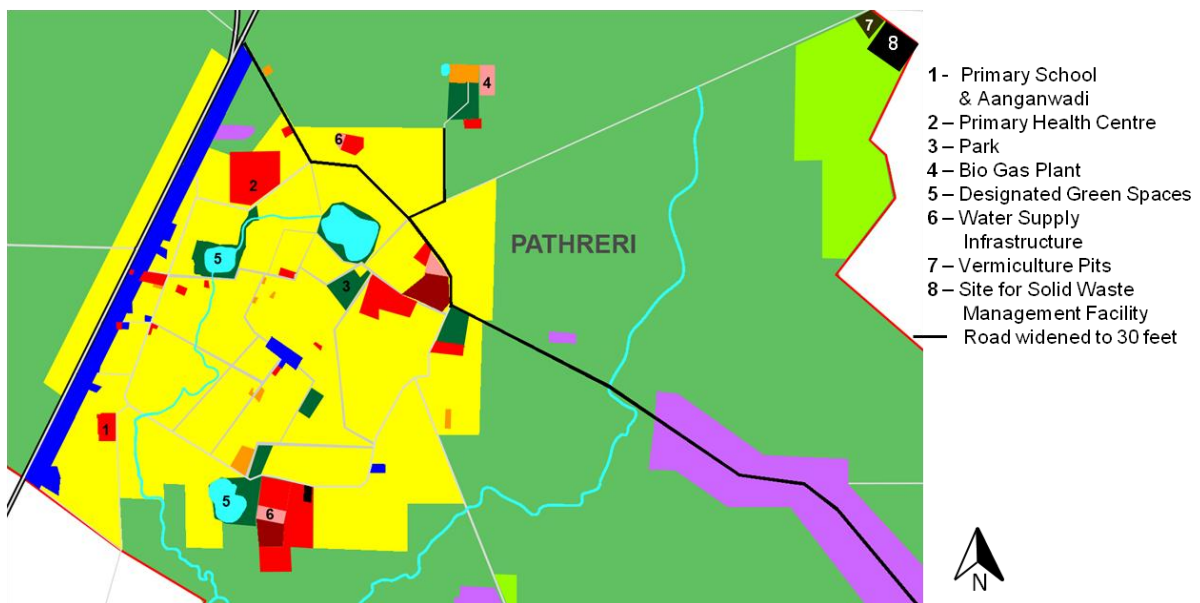 7
8
4
6
2
PATHRERI
5
3
1
5
6
1 - Primary School
& Aanganwadi
2 – Primary Health Centre
3 – Park
4 – Bio Gas Plant
5 – Designated Green Spaces
6 – Water Supply
Infrastructure
7 – Vermiculture Pits
8 – Site for Solid Waste
Management Facility
Road widened to 30 feet
N